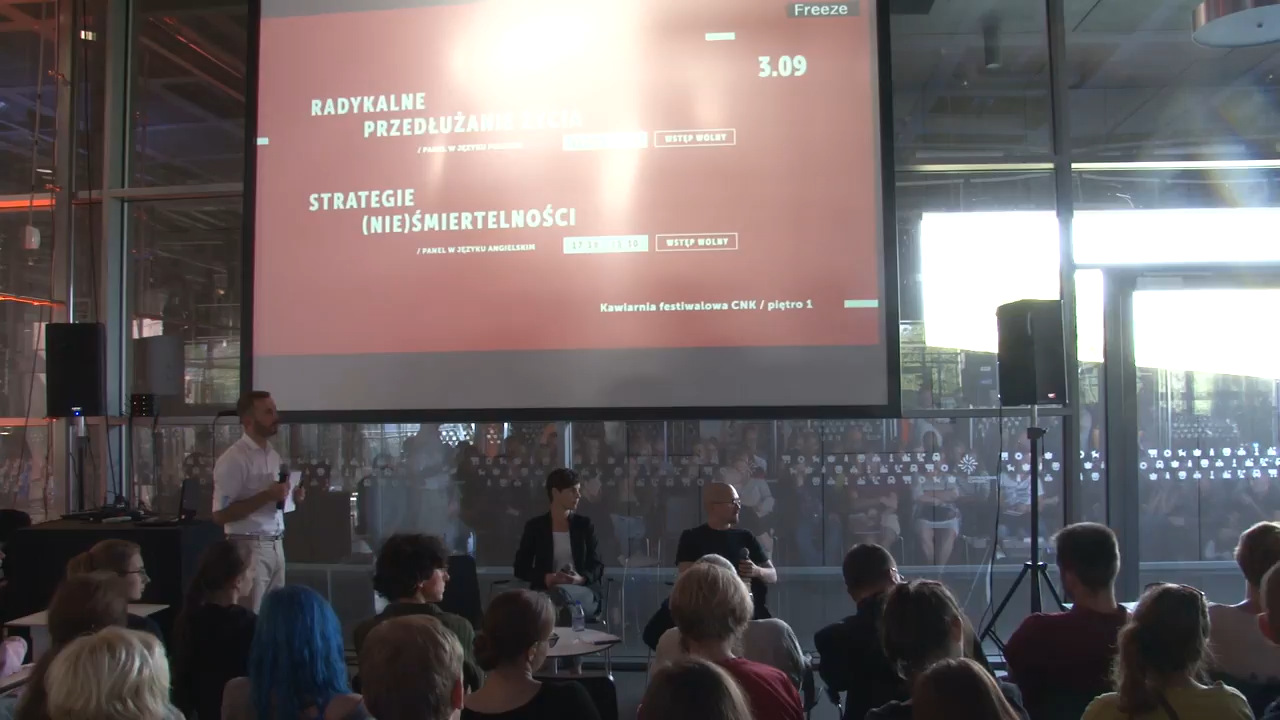 Freeze
3.09
RADYKALNE
PRZEDŁUŻANIE ŻYCIA
/ PANEL W JĘZYKU
WSTĘP WOLNY
STRATEGIE
(NIE)ŚMIERTELNOŚCI
/ PANEL W JĘZYKU ANGIELSKIM
WSTĘP WOLNY
Kawiarnia festiwalowa CNK / piętro 1